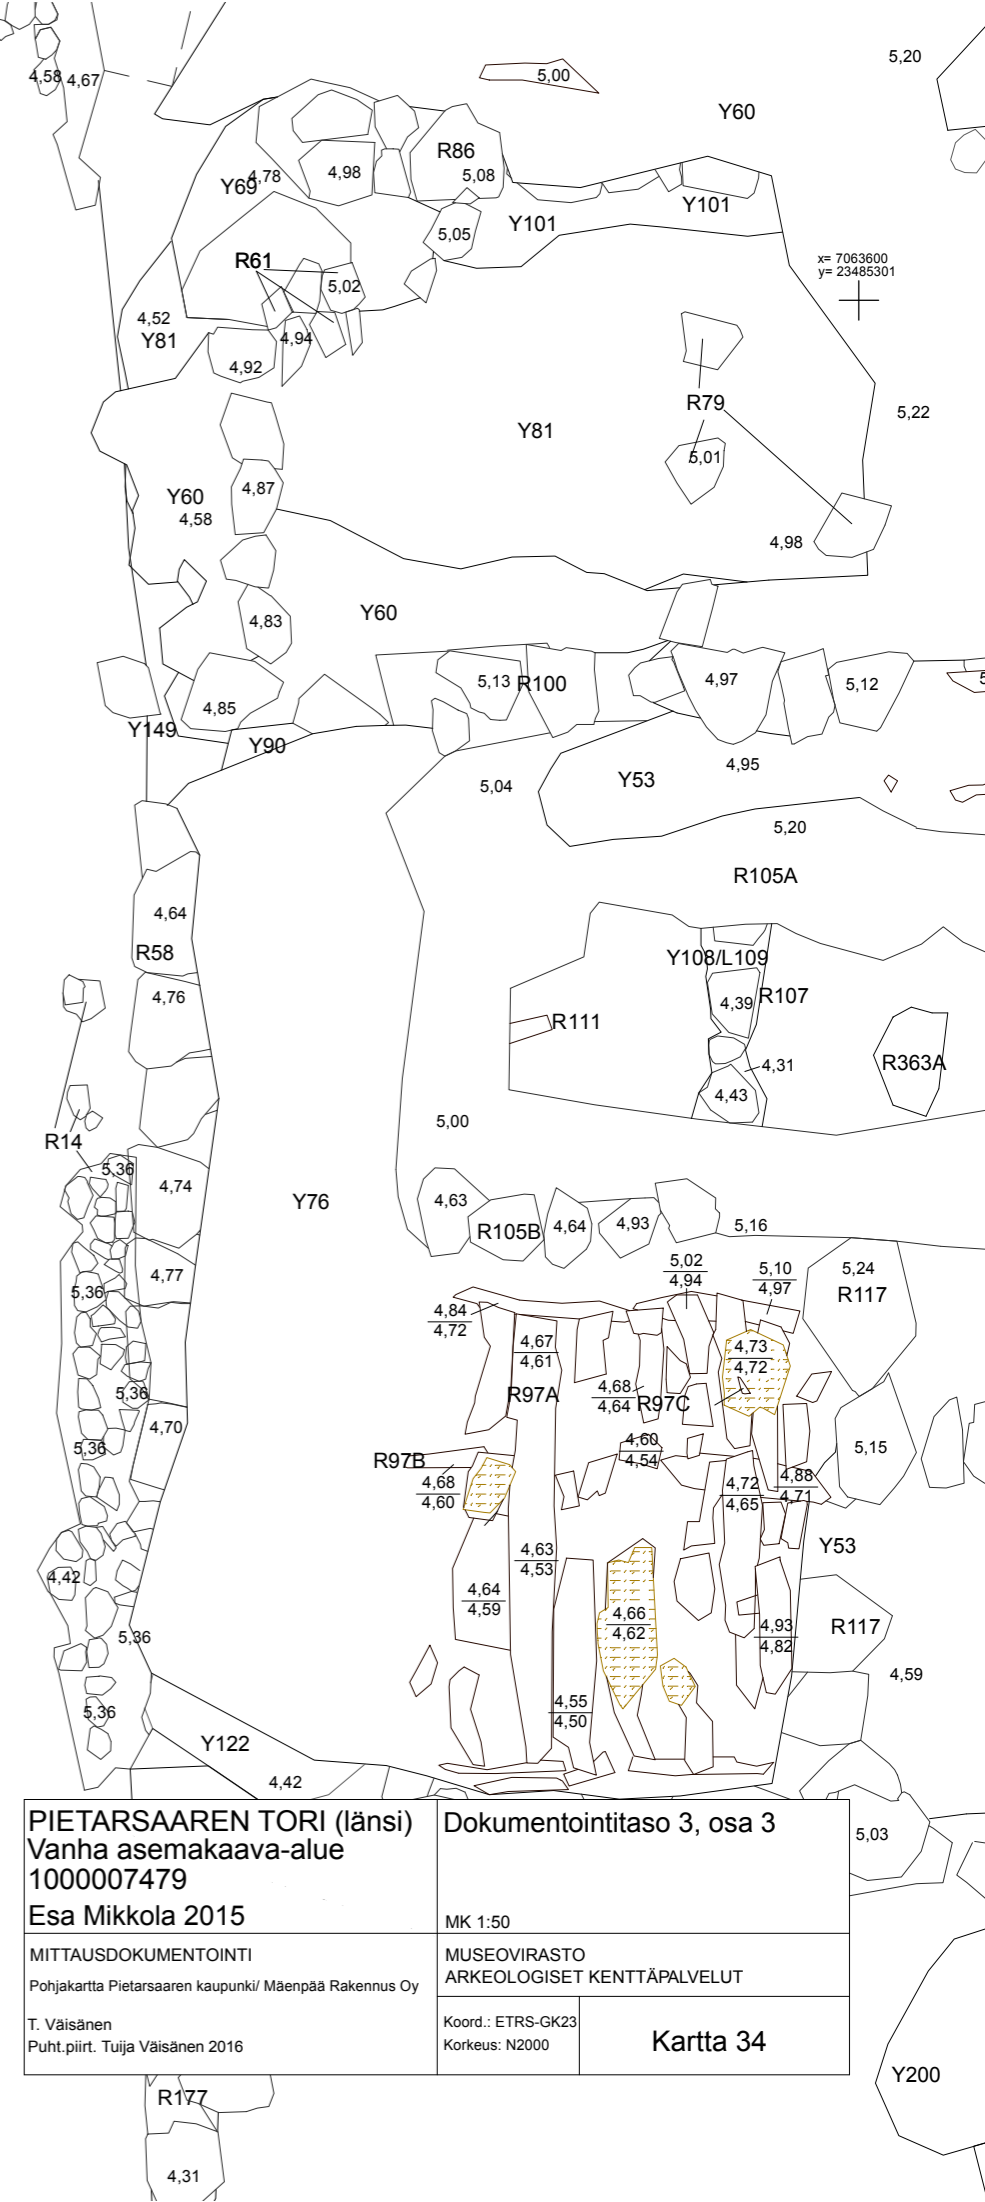 4,58 4,67
5,00
5,20
Y60
R86
5,08
4,98
Y69 4,78
Y101
Y101
5,05
R61
5,02
x= 7063600
y= 23485301
4,52
Y81
4,94
4,92
R79
5,22
Y81
5,01
4,87
Y60
4,58
4,98
Y60
4,83
5,13 R100
4,97
5,12
5
4,85
Y149
Y90
5,04
Y53
4,95
5,20
R105A
4,64
R58
Y108/L109
4,76
4,39 R107
R111
R363A
4,31
4,43
5,00
R14
5,36
4,74
Y76
4,63
R105B
4,64
4,93
5,16
5,02
4,94
5,10
4,97
5,24
R117
4,77
5,36
4,84
4,72
4,67
4,61
4,73
4,72
R97A
4,68
4,64
R97C
5,36
4,70
5,36
4,60
4,54
5,15
R97B
4,68
4,60
4,72
4,65
4,88
4,71
Y53
4,63
4,53
4,42
4,64
4,59
4,66
4,62
4,93
4,82
R117
5,36
4,59
4,55
4,50
5,36
Y122
4,42
PIETARSAAREN TORI (länsi)
Vanha asemakaava-alue
1000007479
Esa Mikkola 2015
Dokumentointitaso 3, osa 3
MK 1:50
5,03
MITTAUSDOKUMENTOINTI
Pohjakartta Pietarsaaren kaupunki/ Mäenpää Rakennus Oy
T. Väisänen
Puht.piirt. Tuija Väisänen 2016
MUSEOVIRASTO
ARKEOLOGISET KENTTÄPALVELUT
Koord.: ETRS-GK23
Korkeus: N2000
Kartta 34
Y200
R177
4,31